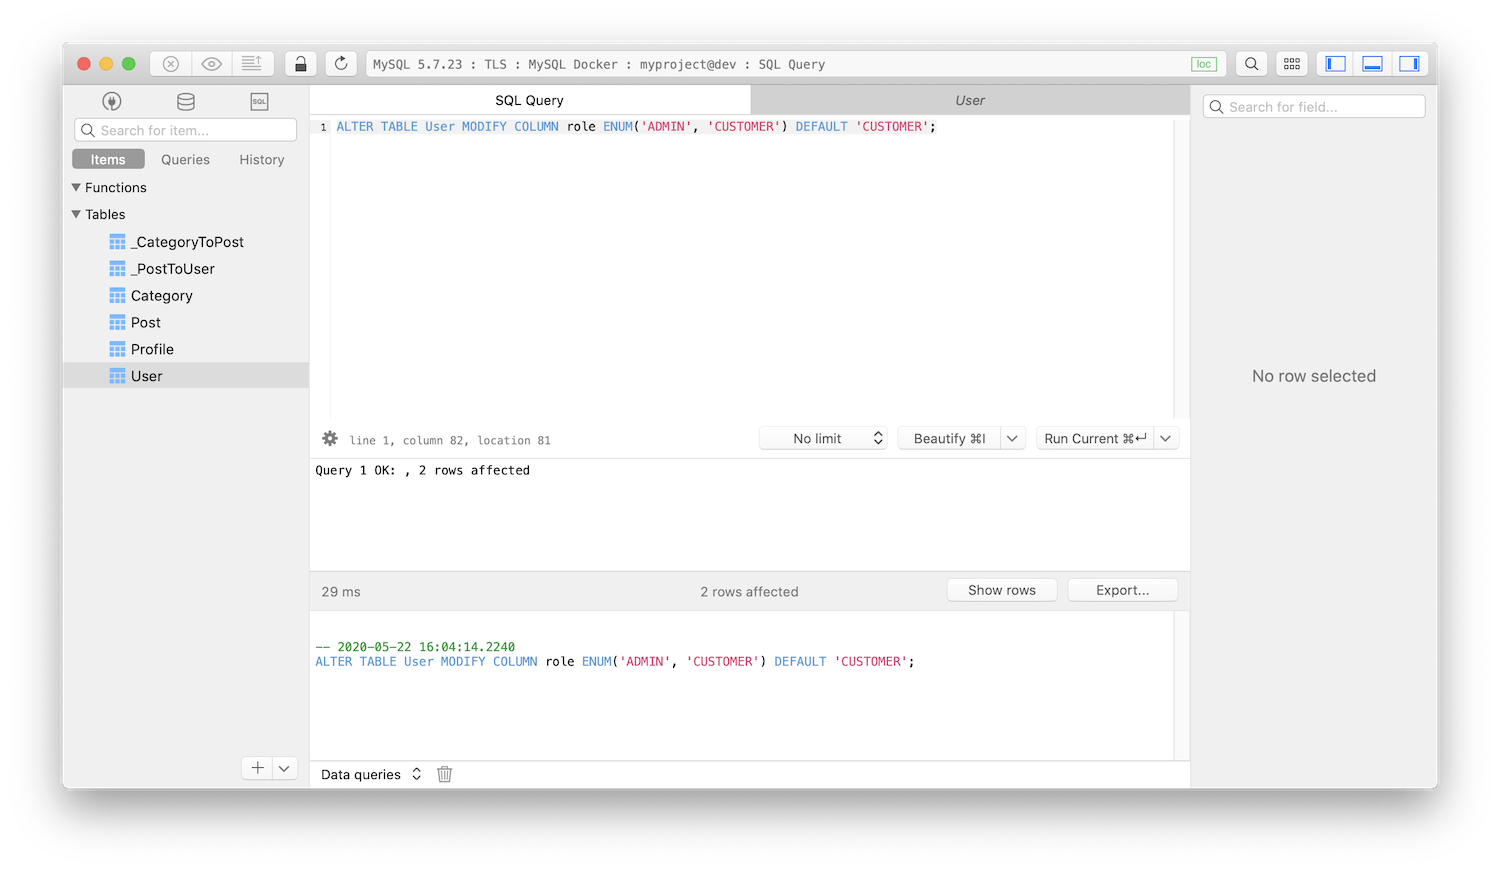 MySQL 5.7.23 : TLS : MySQL Docker : myproject@dev : SQL Query
loc
SQL
Search for item...
Items
Queries
History
Functions
Tables
_CategoryToPost
_PostToUser
Category
Post
Profile
User
SQL Query
User
1 ALTER TABLE User MODIFY COLUMN role ENUM('ADMIN', 'CUSTOMER') DEFAULT 'CUSTOMER';
line 1, column 82, location 81
No limit
Beautify ⌘I
Run Current ⌘↵
Query 1 OK: , 2 rows affected
29 ms
2 rows affected
Show rows
Export...
-- 2020-05-22 16:04:14.2240
ALTER TABLE User MODIFY COLUMN role ENUM('ADMIN', 'CUSTOMER') DEFAULT 'CUSTOMER';
Data queries
Search for field...
No row selected